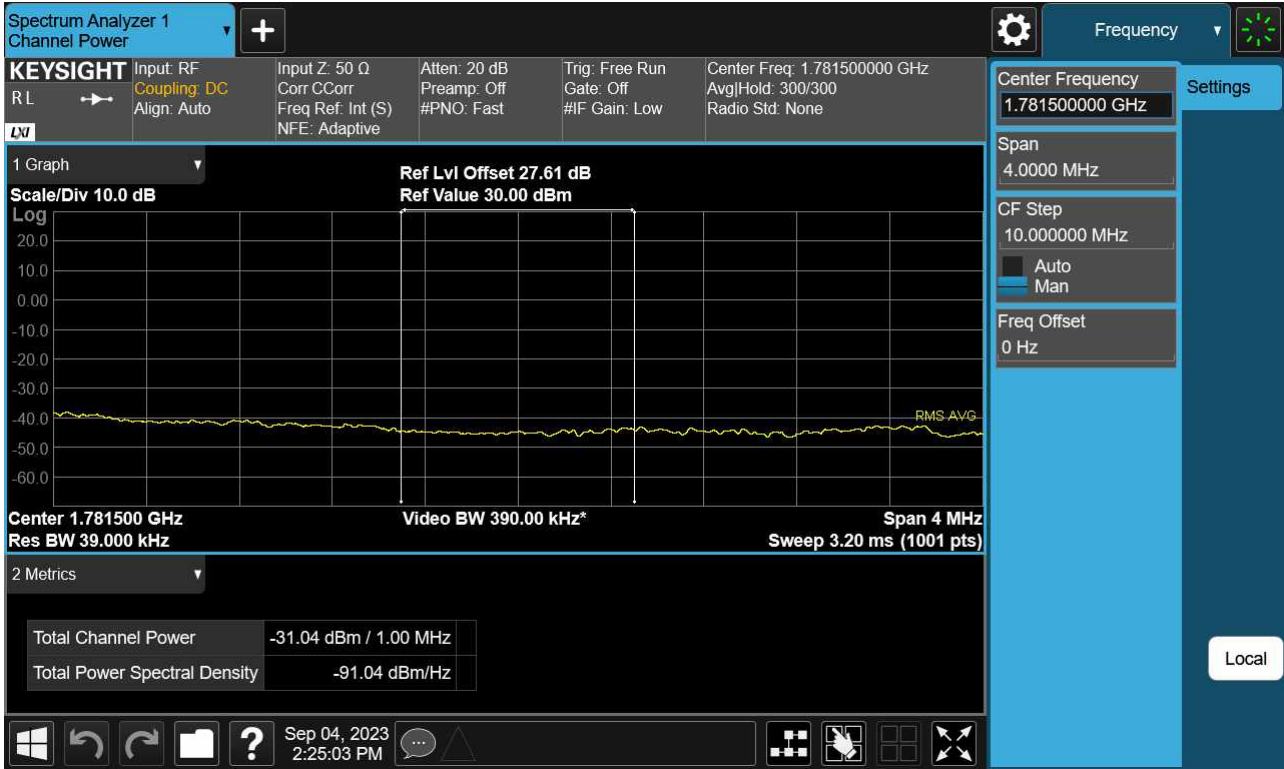 Spectrum Analyzer 1
Channel Power
Frequency
KEYSIGHT
R L
LXI
Input: RF
Coupling: DC
Align: Auto
Input Z: 50 Ω
Corr CCorr
Freq Ref: Int (S)
NFE: Adaptive
Atten: 20 dB
Preamp: Off
#PNO: Fast
Trig: Free Run
Gate: Off
#IF Gain: Low
Center Freq: 1.781500000 GHz
Avg|Hold: 300/300
Radio Std: None
1 Graph
Scale/Div 10.0 dB
Ref Lvl Offset 27.61 dB
Ref Value 30.00 dBm
Log
20.0
10.0
0.00
-10.0
-20.0
-30.0
-40.0
-50.0
-60.0
RMS AVG
Center 1.781500 GHz
Res BW 39.000 kHz
Video BW 390.00 kHz*
Span 4 MHz
Sweep 3.20 ms (1001 pts)
2 Metrics
Total Channel Power -31.04 dBm / 1.00 MHz
Total Power Spectral Density -91.04 dBm/Hz
Center Frequency
1.781500000 GHz
Span
4.0000 MHz
CF Step
10.000000 MHz
Auto
Man
Freq Offset
0 Hz
Settings
Local
?
Sep 04, 2023
2:25:03 PM